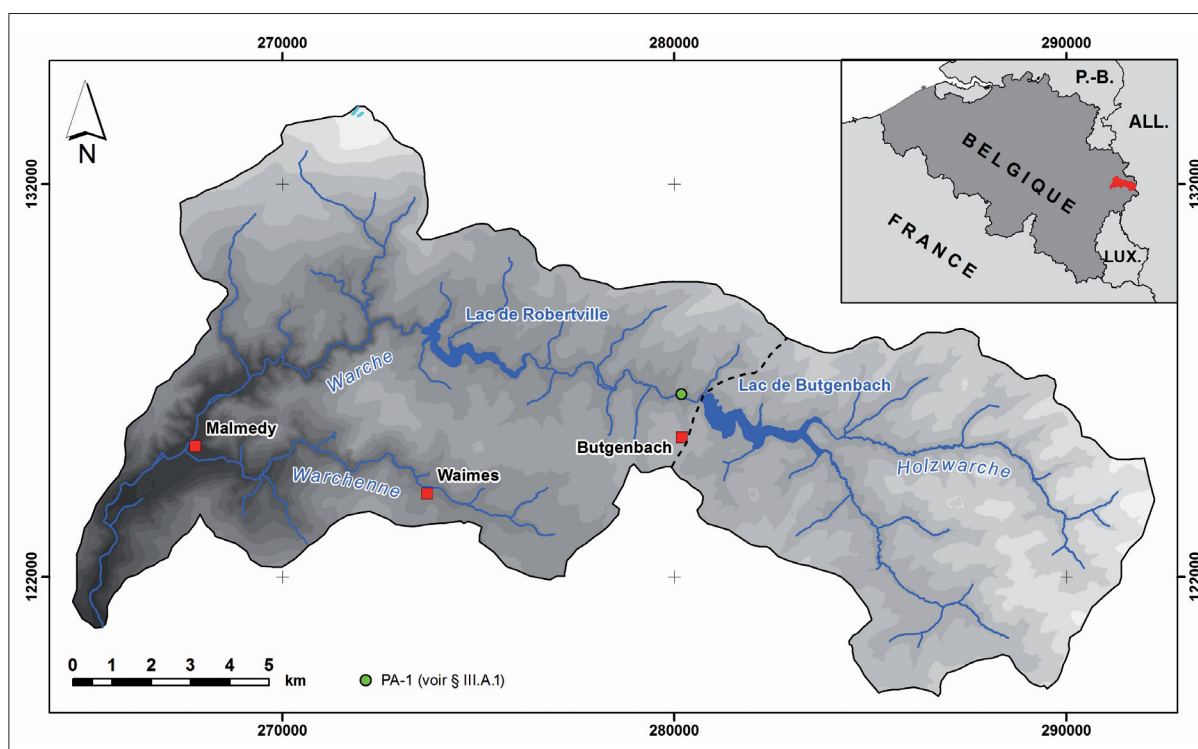 270000 280000 290000
P.-B.
ALL.
BELGIQUE
FRANCE
LUX.
N
132000 132000
Lac de Robertville
Warche
Lac de Butgenbach
Malmedy
Butgenbach
Holzwarche
Waimes
Warchenne
122000 122000
0 1 2 3 4 5
km
PA-1 (voir § III.A.1)
270000 280000 290000